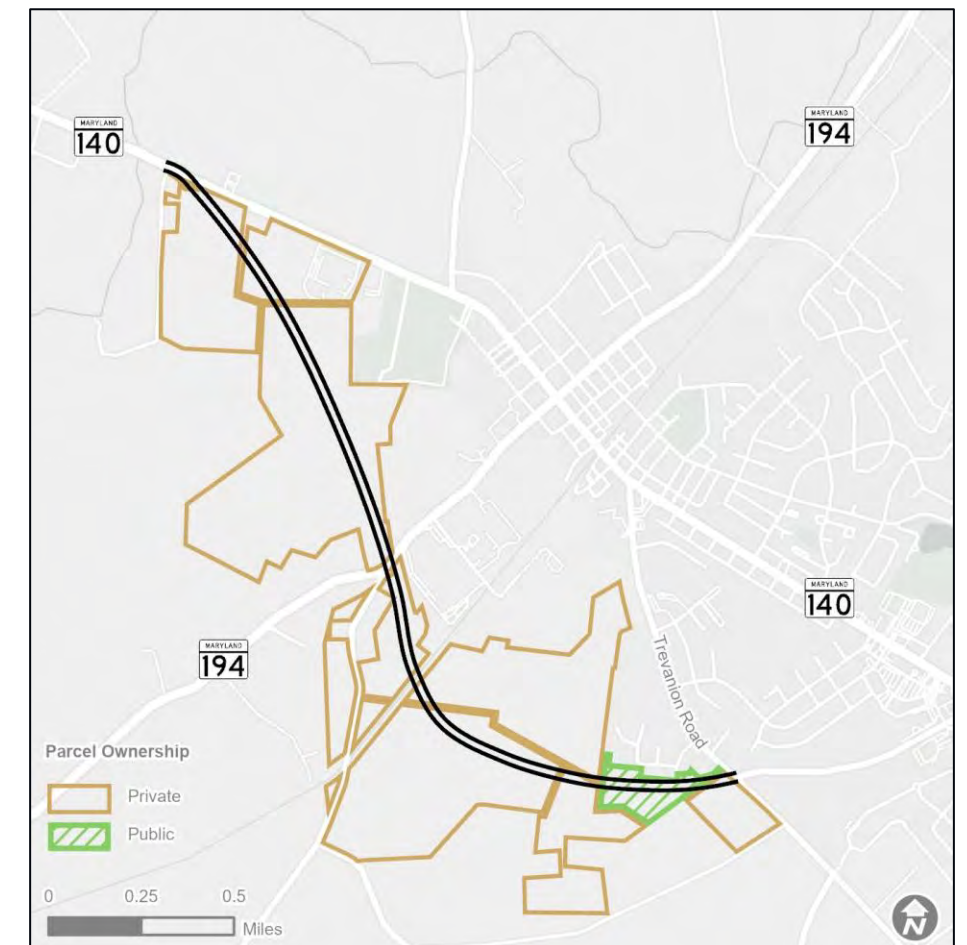 MARYLAND
140
MARYLAND
194
MARYLAND
140
MARYLAND
194
Trevanion Road
Parcel Ownership
Private
Public
0 0.25 0.5
Miles
N